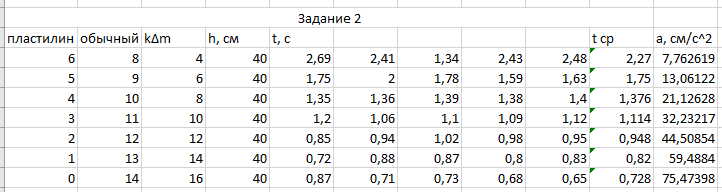 Задание 2
пластилин обычный k∆m h, см t, с t ср a, см/с^2
6 8 4 40 2,69 2,41 1,34 2,43 2,48 2,27 7,762619
5 9 6 40 1,75 2 1,78 1,59 1,63 1,75 13,06122
4 10 8 40 1,35 1,36 1,39 1,38 1,4 1,376 21,12628
3 11 10 40 1,2 1,06 1,1 1,09 1,12 1,114 32,23217
2 12 12 40 0,85 0,94 1,02 0,98 0,95 0,948 44,50854
1 13 14 40 0,72 0,88 0,87 0,8 0,83 0,82 59,4884
0 14 16 40 0,87 0,71 0,73 0,68 0,65 0,728 75,47398